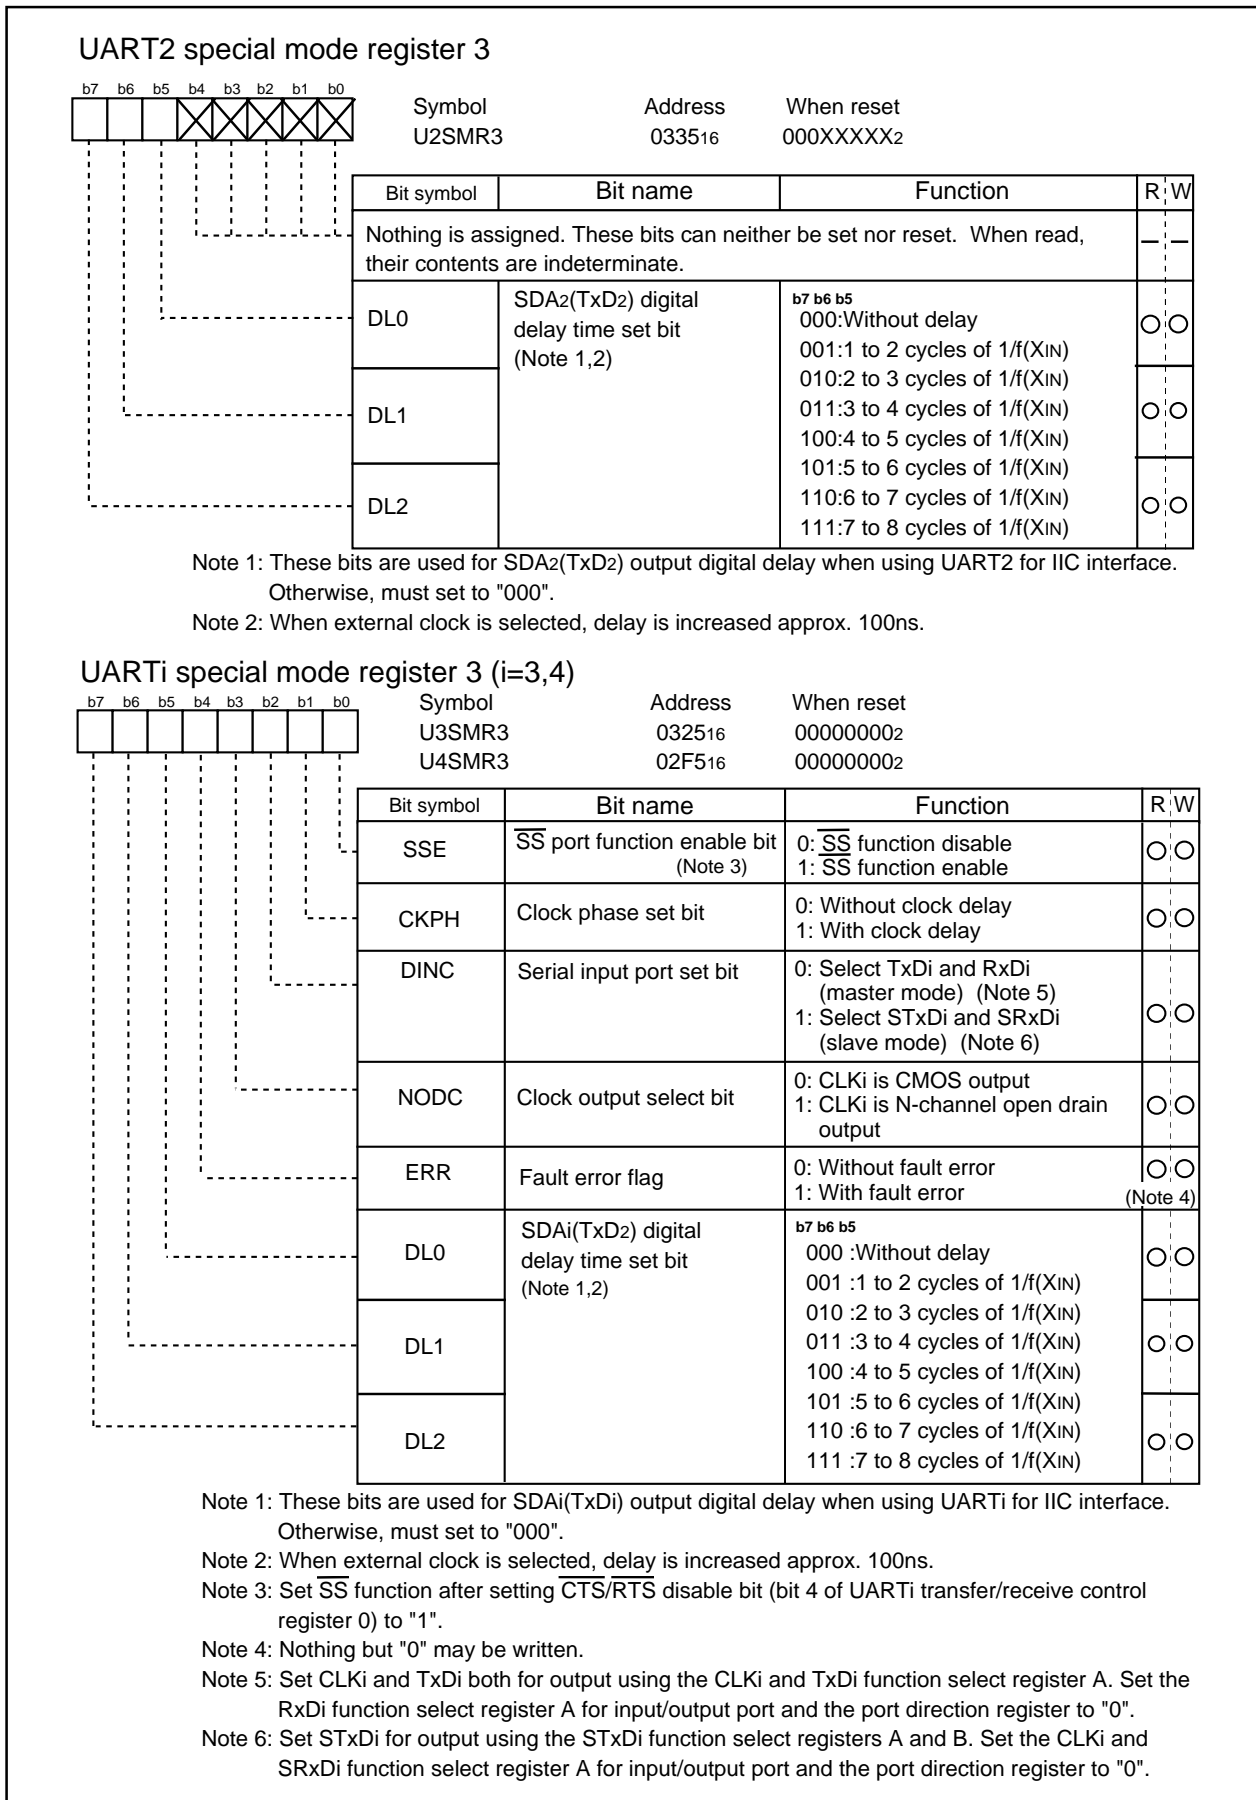 UART2 special mode register 3
b7 b6 b5 b4 b3 b2 b1 b0
Symbol Address When reset
U2SMR3 033516 000XXXXX2
Bit symbol Bit name Function R W
Nothing is assigned. These bits can neither be set nor reset. When read,
their contents are indeterminate.
– –
DL0 SDA2(TxD2) digital
delay time set bit
(Note 1,2)
b7 b6 b5
000:Without delay
001:1 to 2 cycles of 1/f(XIN)
010:2 to 3 cycles of 1/f(XIN)
DL1 011:3 to 4 cycles of 1/f(XIN)
100:4 to 5 cycles of 1/f(XIN)
101:5 to 6 cycles of 1/f(XIN)
DL2 110:6 to 7 cycles of 1/f(XIN)
111:7 to 8 cycles of 1/f(XIN)
Note 1: These bits are used for SDA2(TxD2) output digital delay when using UART2 for IIC interface.
Otherwise, must set to "000".
Note 2: When external clock is selected, delay is increased approx. 100ns.
UARTi special mode register 3 (i=3,4)
b7 b6 b5 b4 b3 b2 b1 b0
Symbol Address When reset
U3SMR3 032516 000000002
U4SMR3 02F516 000000002
Bit symbol Bit name Function R W
SSE SS port function enable bit
(Note 3)
0: SS function disable
1: SS function enable
CKPH Clock phase set bit
0: Without clock delay
1: With clock delay
DINC Serial input port set bit
0: Select TxDi and RxDi
(master mode) (Note 5)
1: Select STxDi and SRxDi
(slave mode) (Note 6)
NODC Clock output select bit
0: CLKi is CMOS output
1: CLKi is N-channel open drain
output
ERR Fault error flag
0: Without fault error
1: With fault error
(Note 4)
DL0 SDAi(TxD2) digital
delay time set bit
(Note 1,2)
b7 b6 b5
000 :Without delay
001 :1 to 2 cycles of 1/f(XIN)
010 :2 to 3 cycles of 1/f(XIN)
DL1 011 :3 to 4 cycles of 1/f(XIN)
100 :4 to 5 cycles of 1/f(XIN)
101 :5 to 6 cycles of 1/f(XIN)
DL2 110 :6 to 7 cycles of 1/f(XIN)
111 :7 to 8 cycles of 1/f(XIN)
Note 1: These bits are used for SDAi(TxDi) output digital delay when using UARTi for IIC interface.
Otherwise, must set to "000".
Note 2: When external clock is selected, delay is increased approx. 100ns.
Note 3: Set SS function after setting CTS/RTS disable bit (bit 4 of UARTi transfer/receive control
register 0) to "1".
Note 4: Nothing but "0" may be written.
Note 5: Set CLKi and TxDi both for output using the CLKi and TxDi function select register A. Set the
RxDi function select register A for input/output port and the port direction register to "0".
Note 6: Set STxDi for output using the STxDi function select registers A and B. Set the CLKi and
SRxDi function select register A for input/output port and the port direction register to "0".